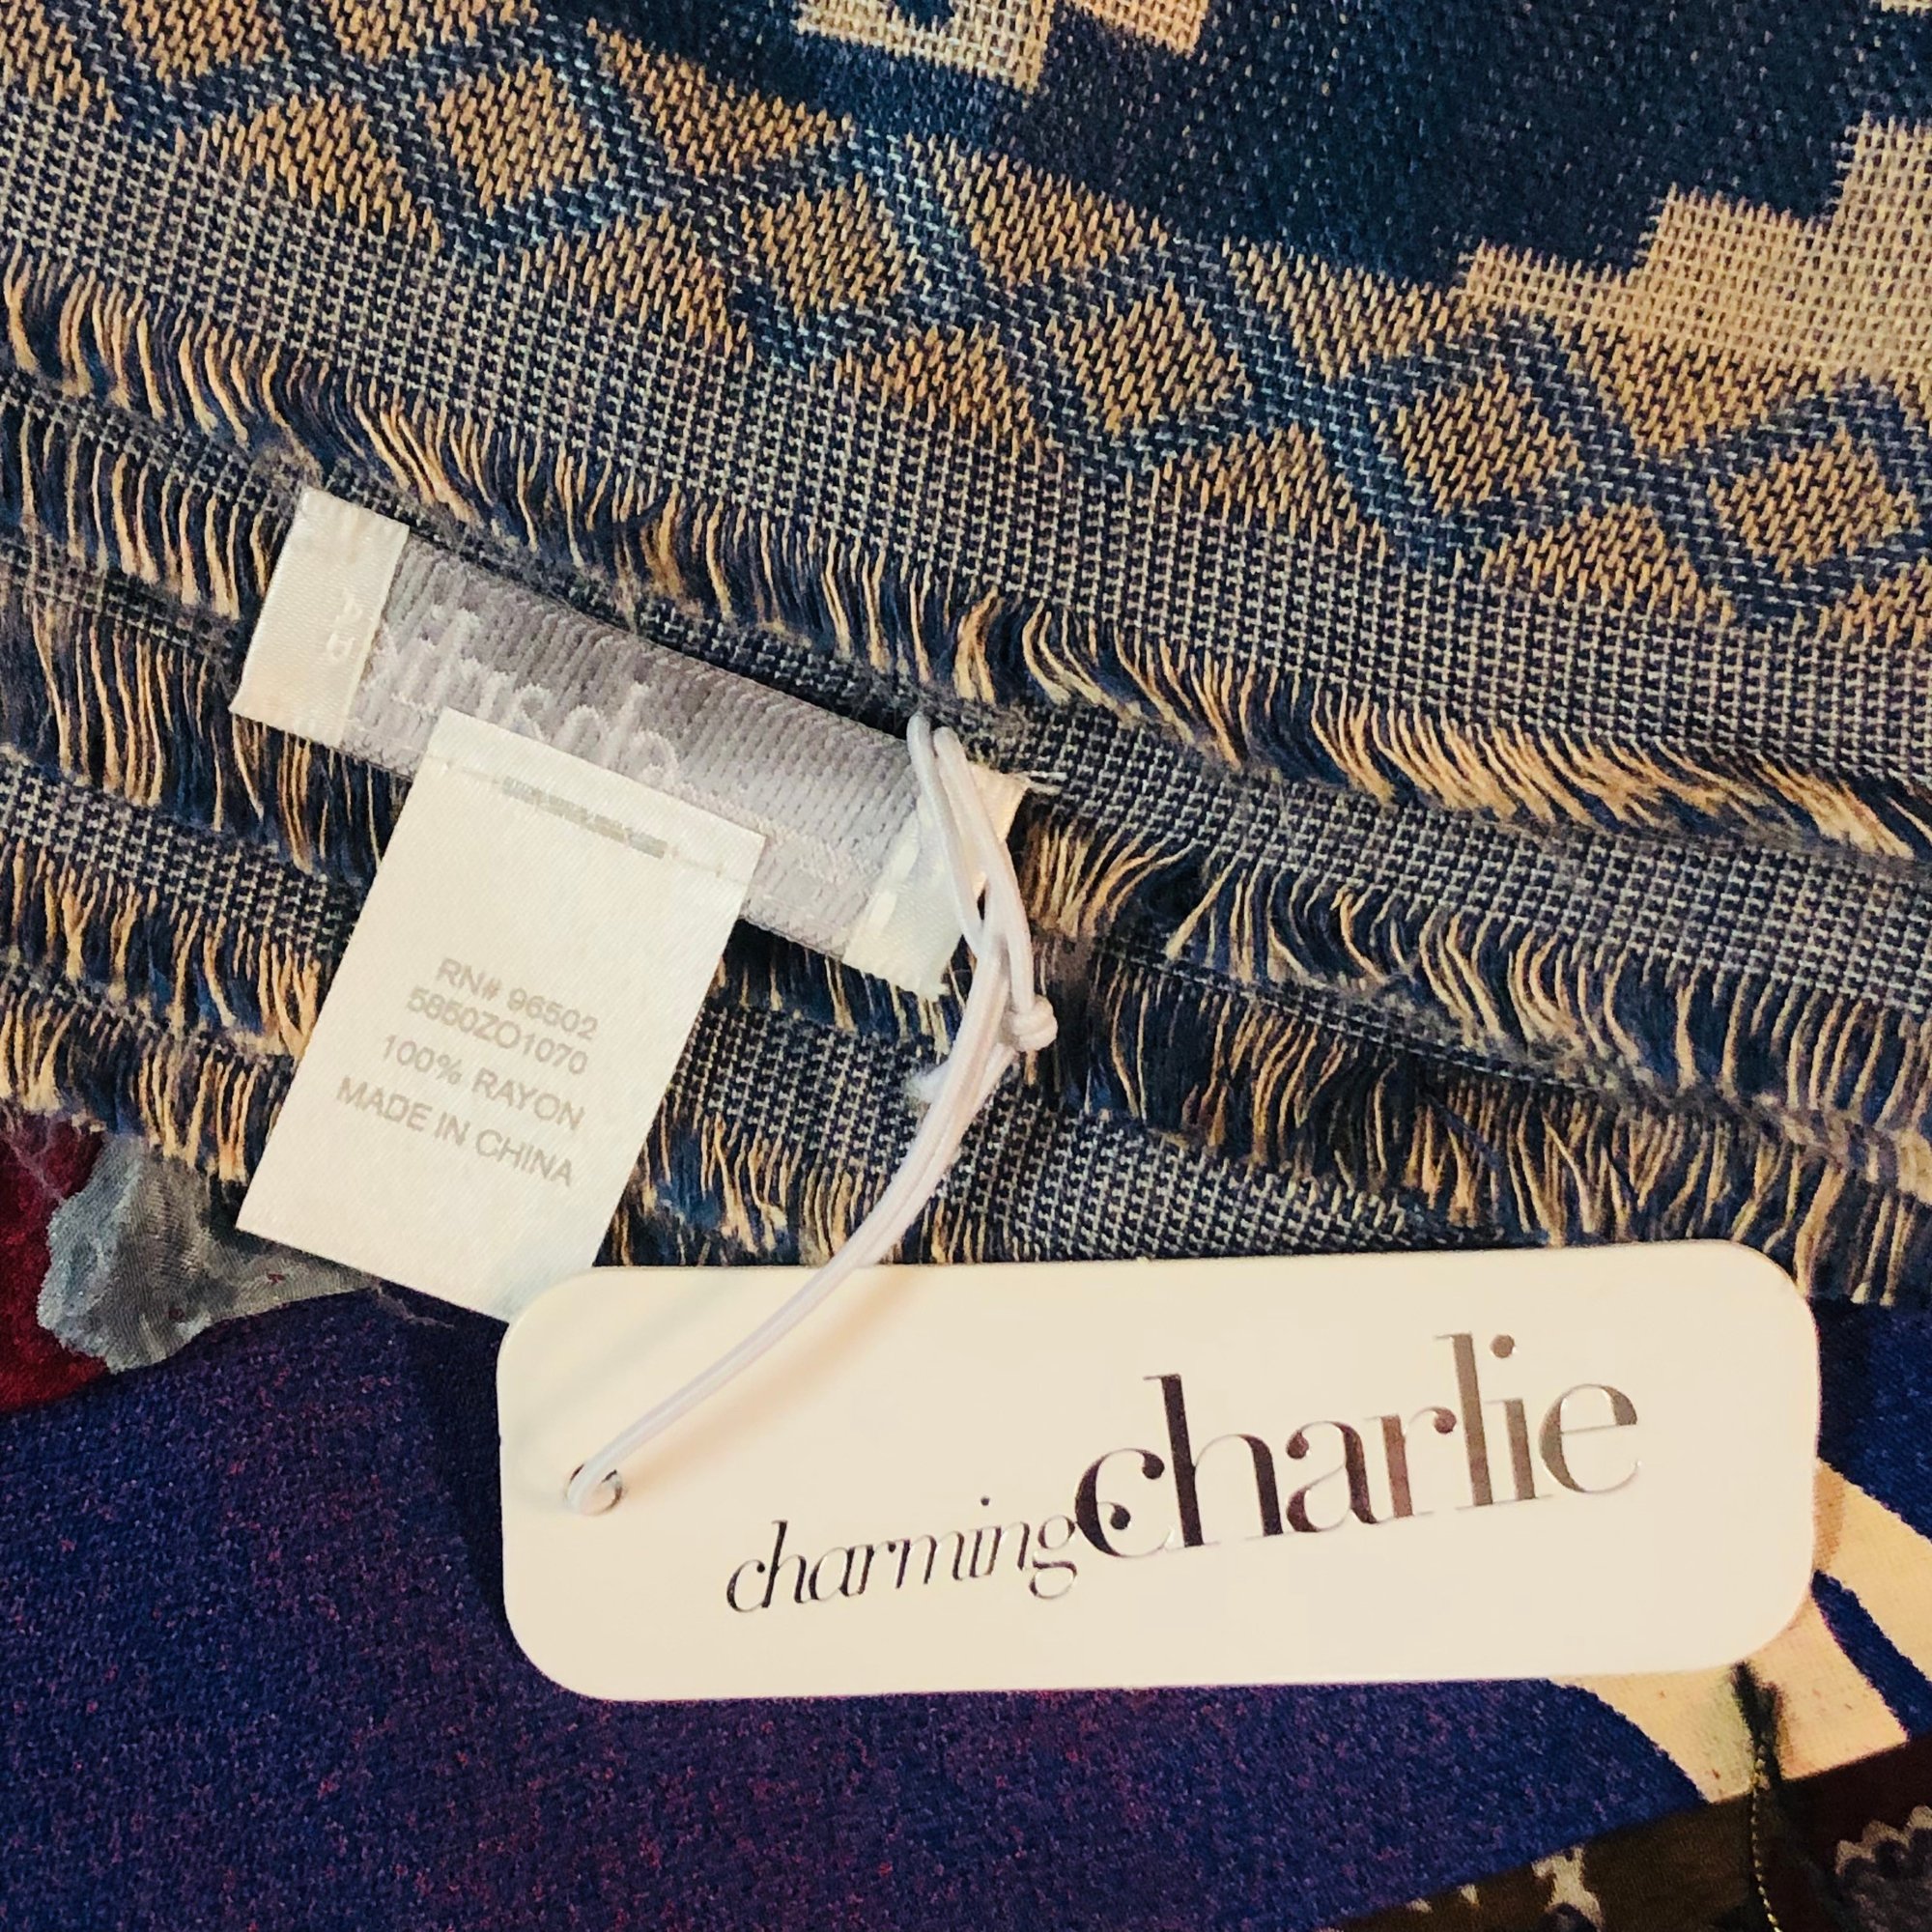 RN# 96502
5850ZO1070
100% RAYON
MADE IN CHINA
charming charlie